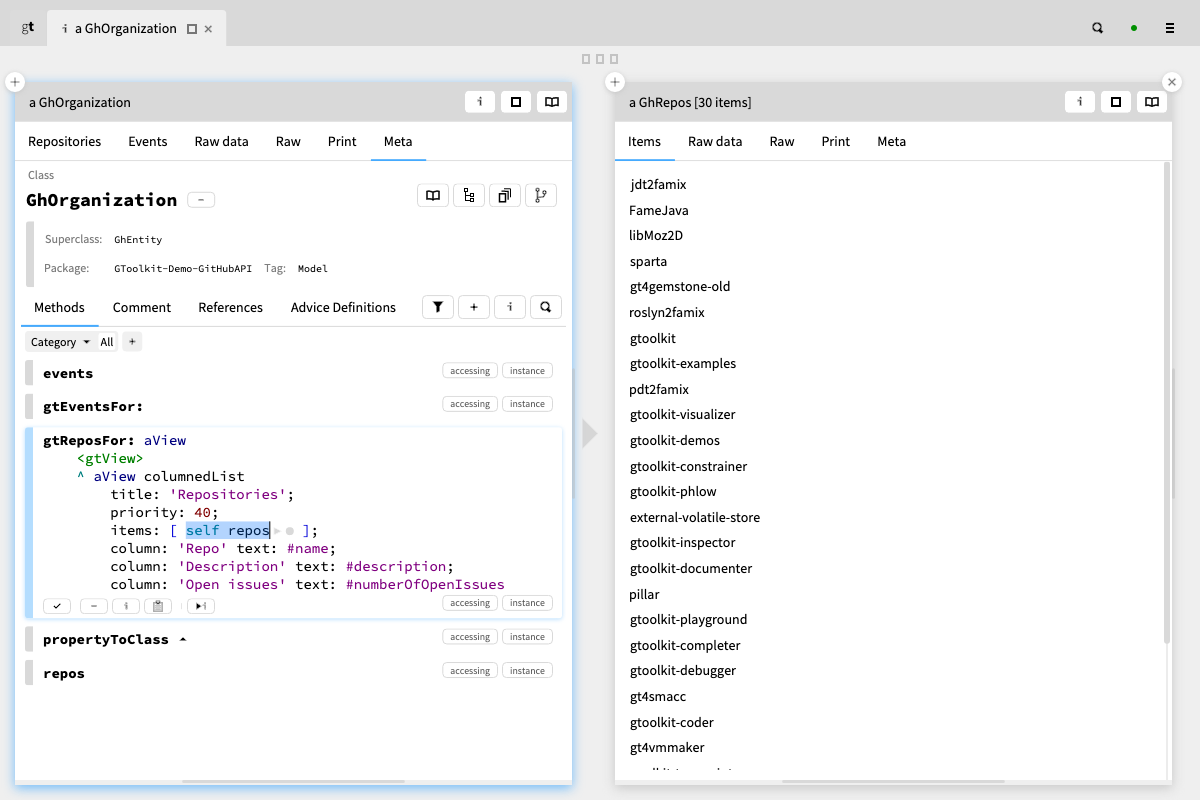 gt
i a GhOrganization
a GhOrganization
i
Repositories Events Raw data Raw Print Meta
Class
GhOrganization
–
Superclass: GhEntity
Package: GToolkit-Demo-GitHubAPI Tag: Model
Methods Comment References Advice Definitions
+ i
Category All +
events accessing instance
gtEventsFor: accessing instance
gtReposFor: aView
<gtView>
^ aView columnedList
title: 'Repositories';
priority: 40;
items: [ self repos ];
column: 'Repo' text: #name;
column: 'Description' text: #description;
column: 'Open issues' text: #numberOfOpenIssues
accessing instance
propertyToClass accessing instance
repos accessing instance
a GhRepos [30 items]
i
Items Raw data Raw Print Meta
jdt2famix
FameJava
libMoz2D
sparta
gt4gemstone-old
roslyn2famix
gtoolkit
gtoolkit-examples
pdt2famix
gtoolkit-visualizer
gtoolkit-demos
gtoolkit-constrainer
gtoolkit-phlow
external-volatile-store
gtoolkit-inspector
gtoolkit-documenter
pillar
gtoolkit-playground
gtoolkit-completer
gtoolkit-debugger
gt4smacc
gtoolkit-coder
gt4vmmaker